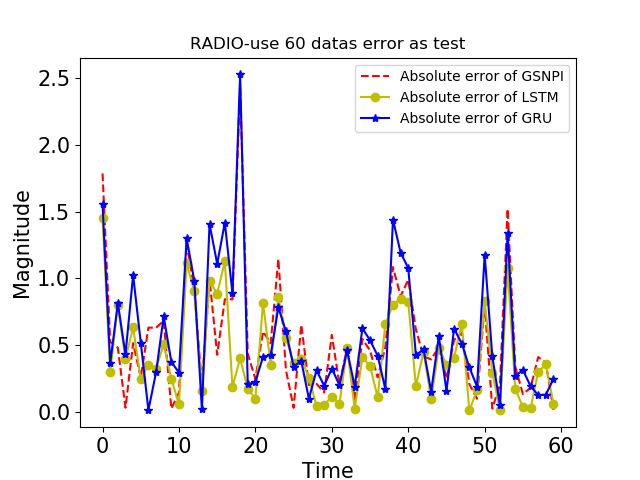 RADIO-use 60 datas error as test
Absolute error of GSNPI
Absolute error of LSTM
Absolute error of GRU
Magnitude
2.5
2.0
1.5
1.0
0.5
0.0
0 10 20 30 40 50 60
Time